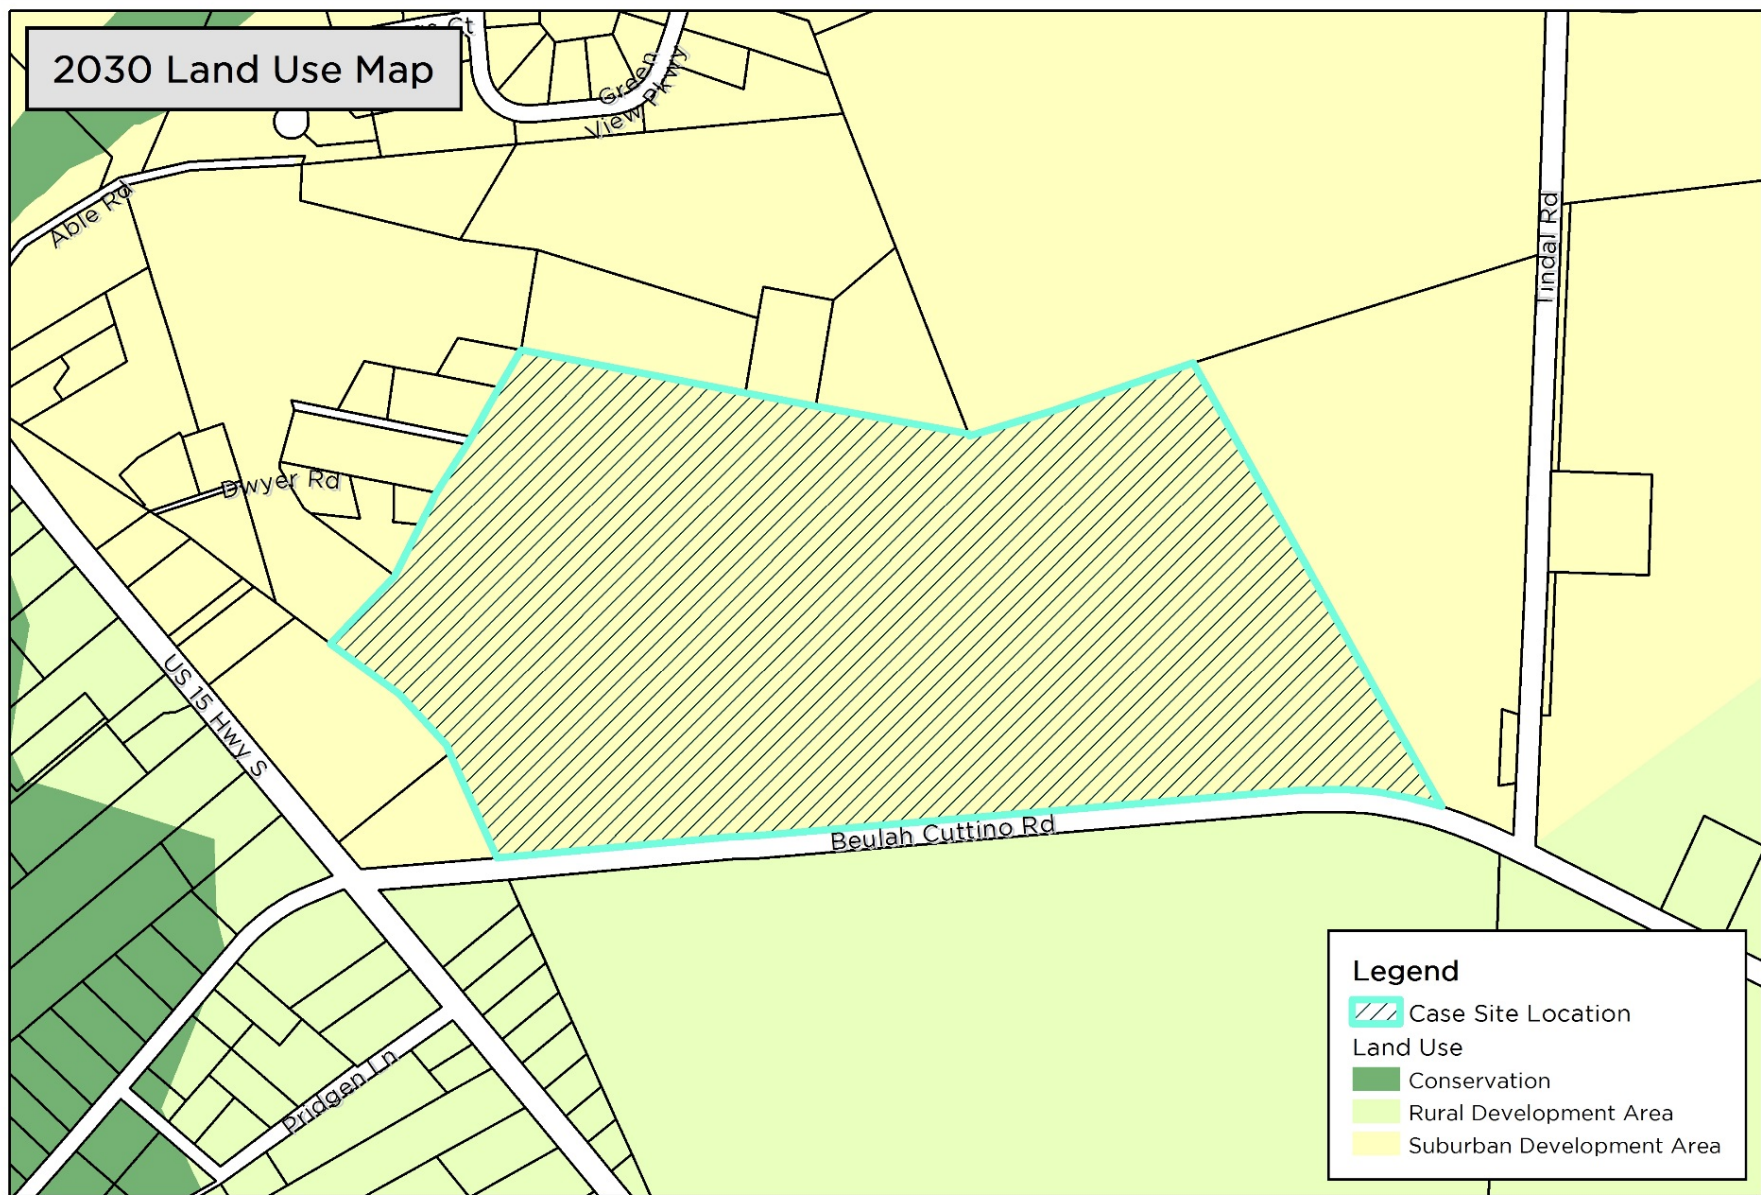 2030 Land Use Map
Ct
Green
View Pkwy
Able Rd
Tindal Rd
Dwyer Rd
US 15 Hwy S
Beulah Cuttino Rd
Pridgen Ln
Legend
Case Site Location
Land Use
Conservation
Rural Development Area
Suburban Development Area